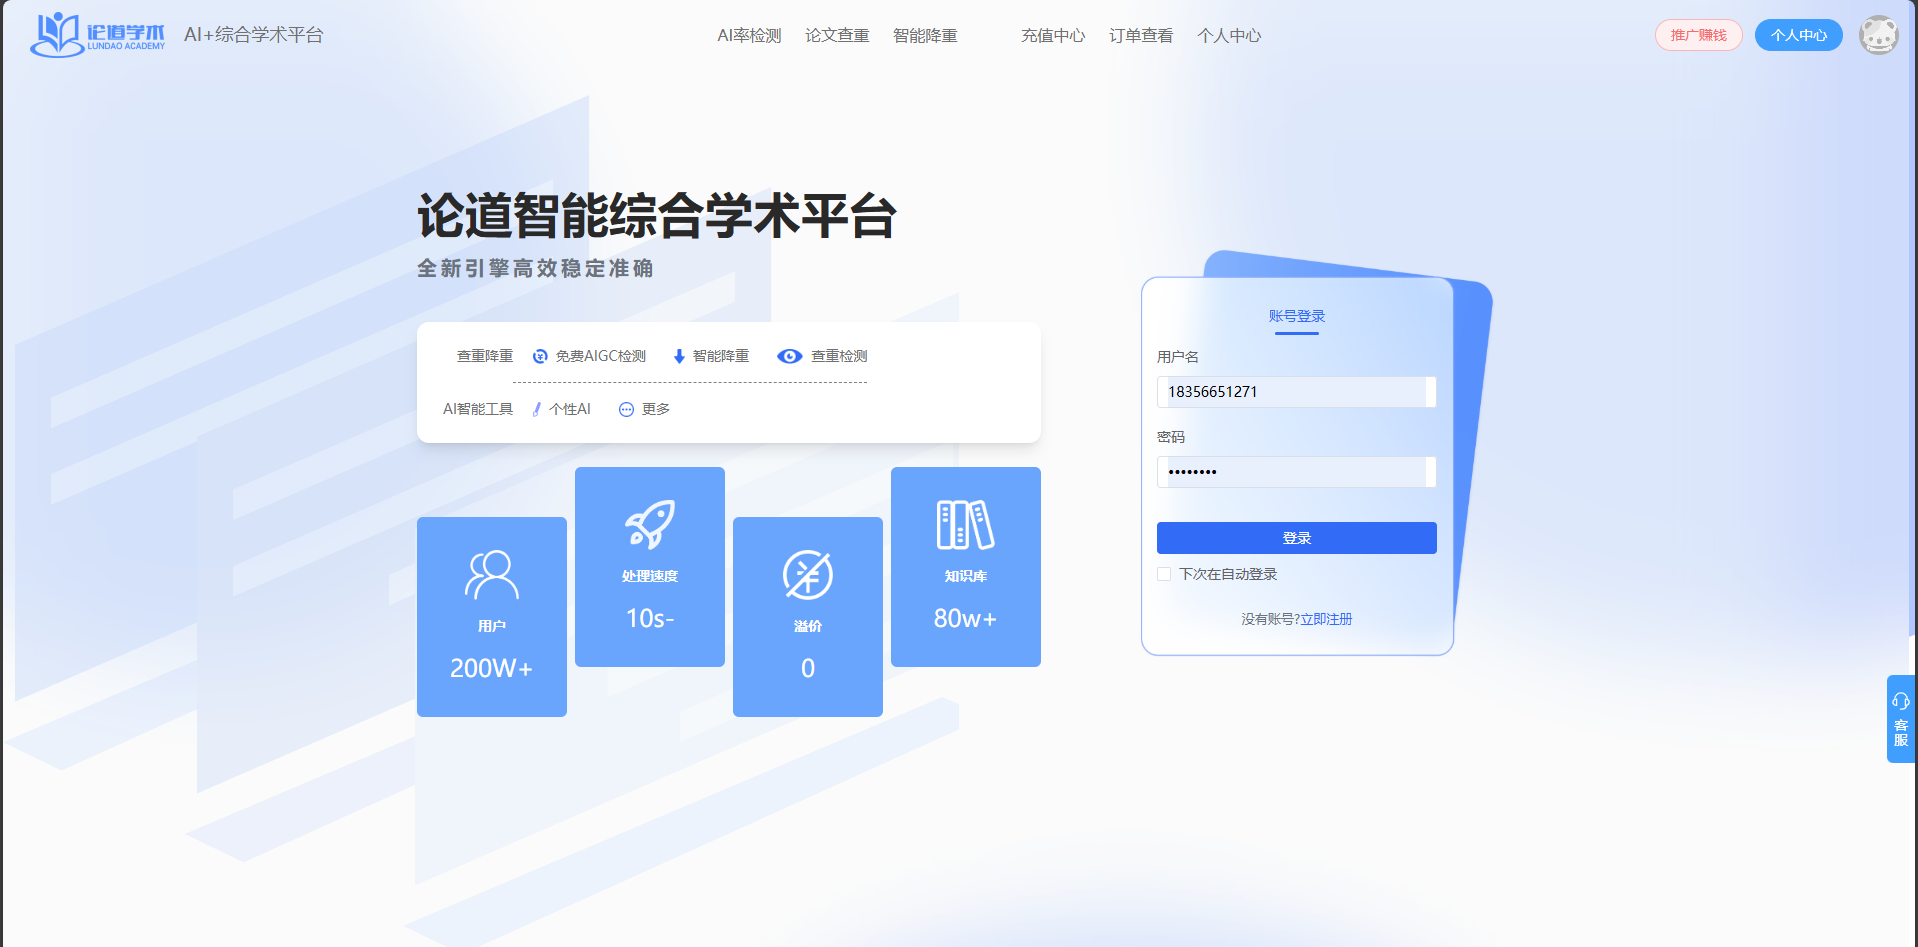 论道学术
LUNDAO ACADEMY
AI+综合学术平台
AI率检测
论文查重
智能降重
充值中心
订单查看
个人中心
推广赚钱
个人中心
论道智能综合学术平台
全新引擎高效稳定准确
查重降重 免费AIGC检测 智能降重 查重检测
AI智能工具 个性AI 更多
用户
200W+
处理速度
10s-
溢价
0
知识库
80w+
账号登录
用户名
18356651271
密码
••••••••
登录
下次在自动登录
没有账号?立即注册
客服